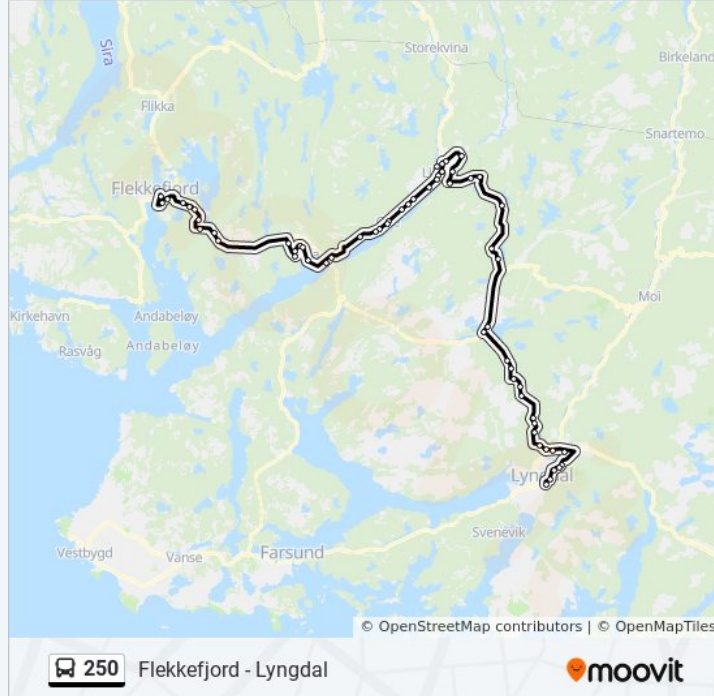 Storekvina
Birkeland
Sira
Flikka
Snartemo
Flekkefjord
Moi
Kirkehavn
Andabeløy
Rasvåg
Andabeløy
Lyngdal
Svenevik
Vestbygd
Vanse
Farsund
© OpenStreetMap contributors | © OpenMapTiles
250 Flekkefjord - Lyngdal
moovit